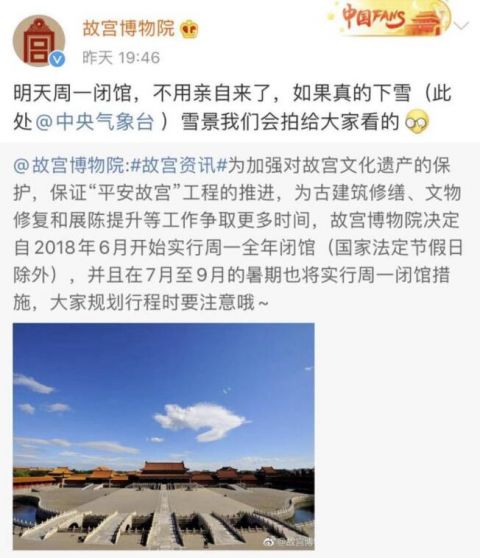 故宫博物院
中国FANS
昨天 19:46
明天周一闭馆，不用亲自来了，如果真的下雪（此
处@中央气象台）雪景我们会拍给大家看的
@故宫博物院:#故宫资讯#为加强对故宫文化遗产的保
护，保证“平安故宫”工程的推进，为古建筑修缮、文物
修复和展陈提升等工作争取更多时间，故宫博物院决定
自2018年6月开始实行周一全年闭馆（国家法定节假日
除外），并且在7月至9月的暑期也将实行周一闭馆措
施，大家规划行程时要注意哦~
@故宫博